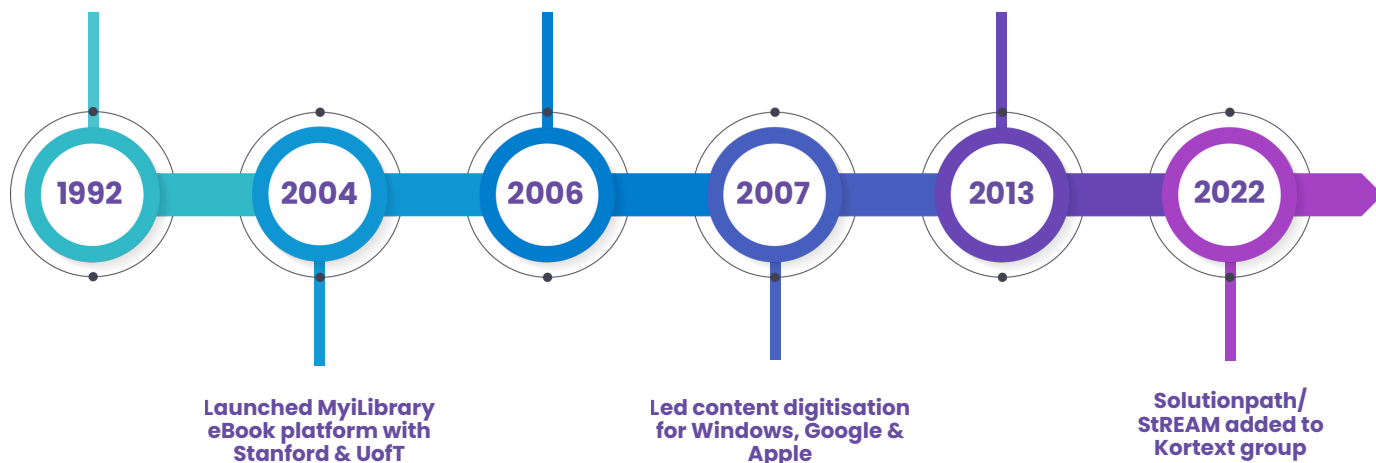 1992
2004
2006
2007
2013
2022
Launched MyiLibrary
eBook platform with
Stanford & UofT
Led content digitisation
for Windows, Google &
Apple
Solutionpath/
StREAM added to
Kortext group